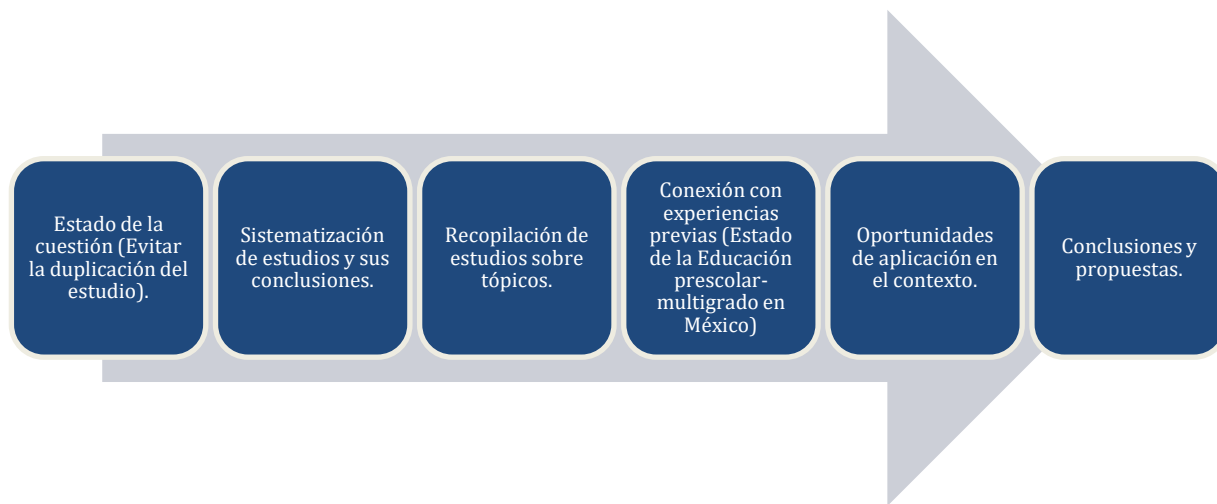 Estado de la
cuestión (Evitar
la duplicación del
estudio).
Sistematización
de estudios y sus
conclusiones.
Recopilación de
estudios sobre
tópicos.
Conexión con
experiencias
previas (Estado
de la Educación
prescolar-
multigrado en
México)
Oportunidades
de aplicación en
el contexto.
Conclusiones y
propuestas.